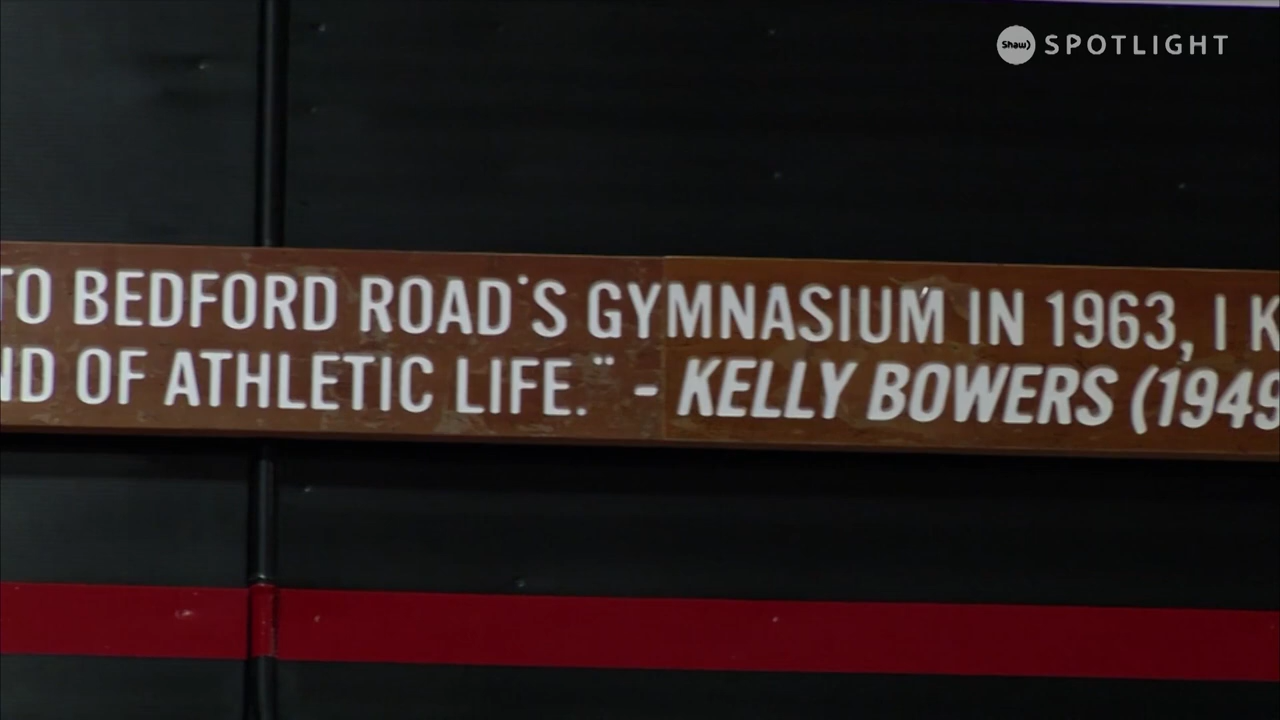 Shaw) SPOTLIGHT
TO BEDFORD ROAD'S GYMNASIUM IN 1963, I K
ND OF ATHLETIC LIFE." - KELLY BOWERS (1949